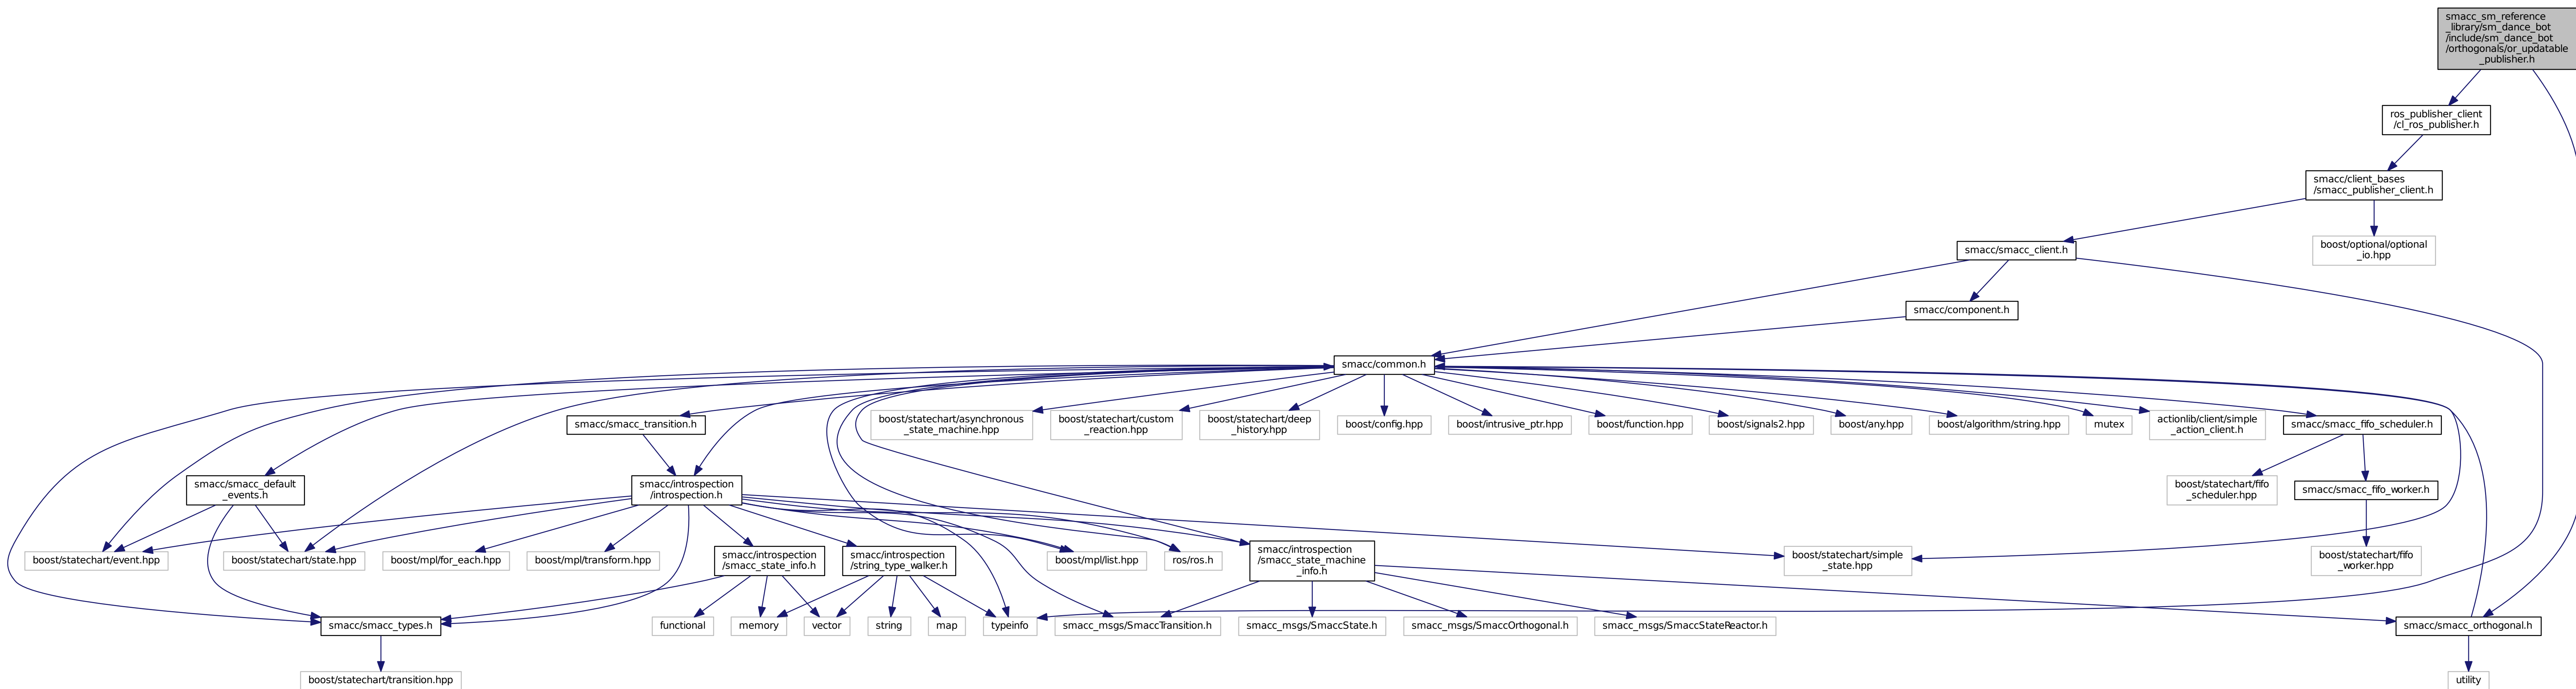 smacc_sm_reference
_library/sm_dance_bot
/include/sm_dance_bot
/orthogonals/or_updatable
_publisher.h
ros_publisher_client
/cl_ros_publisher.h
smacc/client_bases
/smacc_publisher_client.h
smacc/smacc_client.h
boost/optional/optional
_io.hpp
smacc/component.h
smacc/common.h
smacc/smacc_transition.h
boost/statechart/asynchronous
_state_machine.hpp
boost/statechart/custom
_reaction.hpp
boost/statechart/deep
_history.hpp
boost/config.hpp
boost/intrusive_ptr.hpp
boost/function.hpp
boost/signals2.hpp
boost/any.hpp
boost/algorithm/string.hpp
mutex
actionlib/client/simple
_action_client.h
smacc/smacc_fifo_scheduler.h
smacc/smacc_default
_events.h
smacc/introspection
/introspection.h
boost/statechart/fifo
_scheduler.hpp
smacc/smacc_fifo_worker.h
boost/statechart/event.hpp
boost/statechart/state.hpp
boost/mpl/for_each.hpp
boost/mpl/transform.hpp
smacc/introspection
/smacc_state_info.h
smacc/introspection
/string_type_walker.h
boost/mpl/list.hpp
ros/ros.h
smacc/introspection
/smacc_state_machine
_info.h
boost/statechart/simple
_state.hpp
boost/statechart/fifo
_worker.hpp
smacc/smacc_types.h
functional
memory
vector
string
map
typeinfo
smacc_msgs/SmaccTransition.h
smacc_msgs/SmaccState.h
smacc_msgs/SmaccOrthogonal.h
smacc_msgs/SmaccStateReactor.h
smacc/smacc_orthogonal.h
boost/statechart/transition.hpp
utility